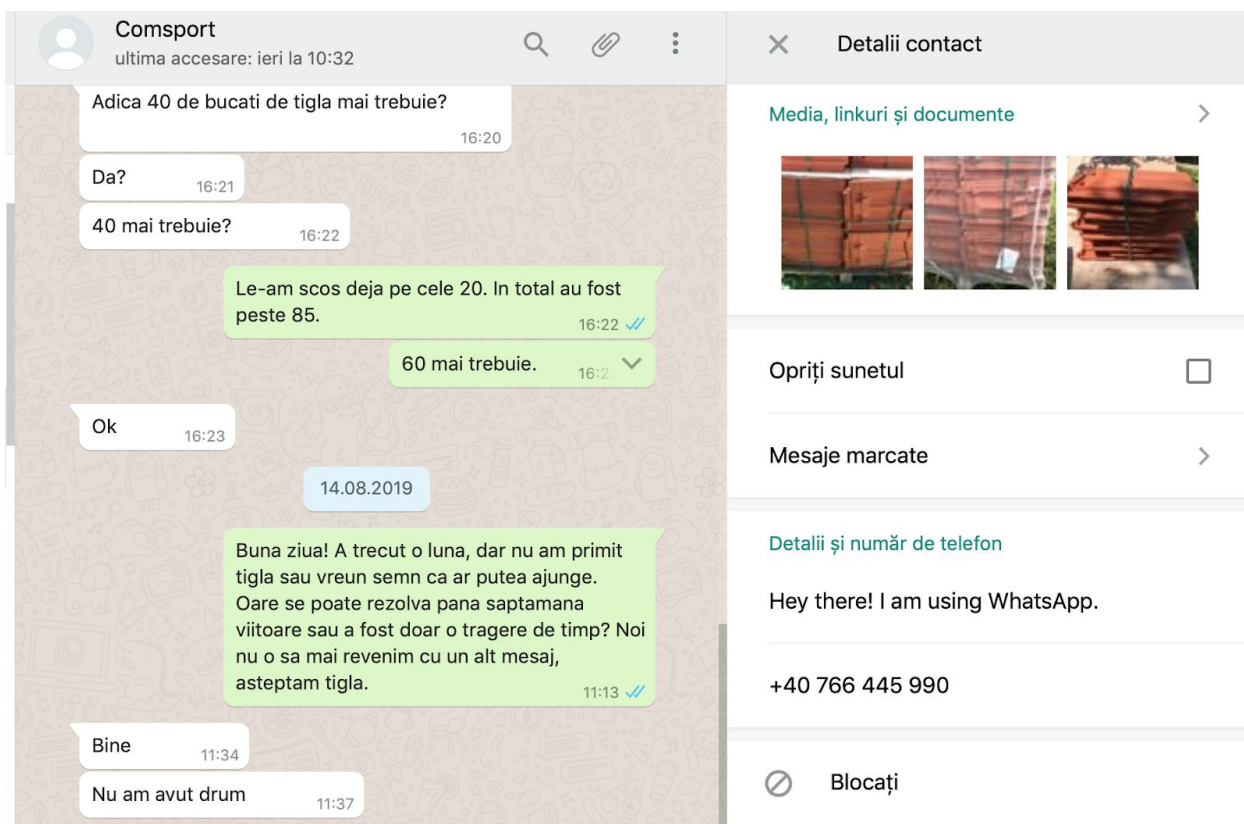 Comsport
ultima accesare: ieri la 10:32
Adica 40 de bucati de tigla mai trebuie?
16:20
Da?
16:21
40 mai trebuie?
16:22
Le-am scos deja pe cele 20. In total au fost
peste 85.
16:22
60 mai trebuie.
16:2
Ok
16:23
14.08.2019
Buna ziua! A trecut o luna, dar nu am primit
tigla sau vreun semn ca ar putea ajunge.
Oare se poate rezolva pana saptamana
viitoare sau a fost doar o tragere de timp? Noi
nu o sa mai revenim cu un alt mesaj,
asteptam tigla.
11:13
Bine
11:34
Nu am avut drum
11:37
Detalii contact
Media, linkuri și documente
Opriți sunetul
Mesaje marcate
Detalii și număr de telefon
Hey there! I am using WhatsApp.
+40 766 445 990
Blocați